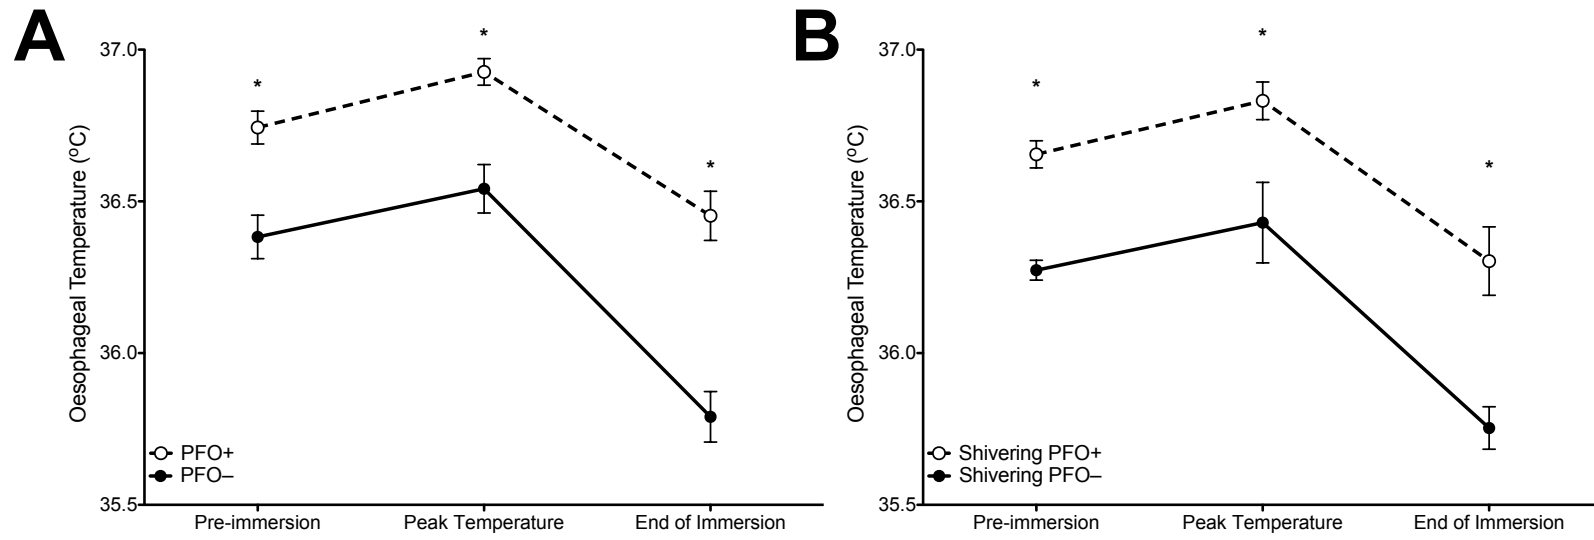 A
Oesophageal Temperature (ºC)
37.0
36.5
36.0
35.5
*
*
*
PFO+
PFO–
Pre-immersion
Peak Temperature
End of Immersion
B
Oesophageal Temperature (ºC)
37.0
36.5
36.0
35.5
*
*
*
Shivering PFO+
Shivering PFO–
Pre-immersion
Peak Temperature
End of Immersion